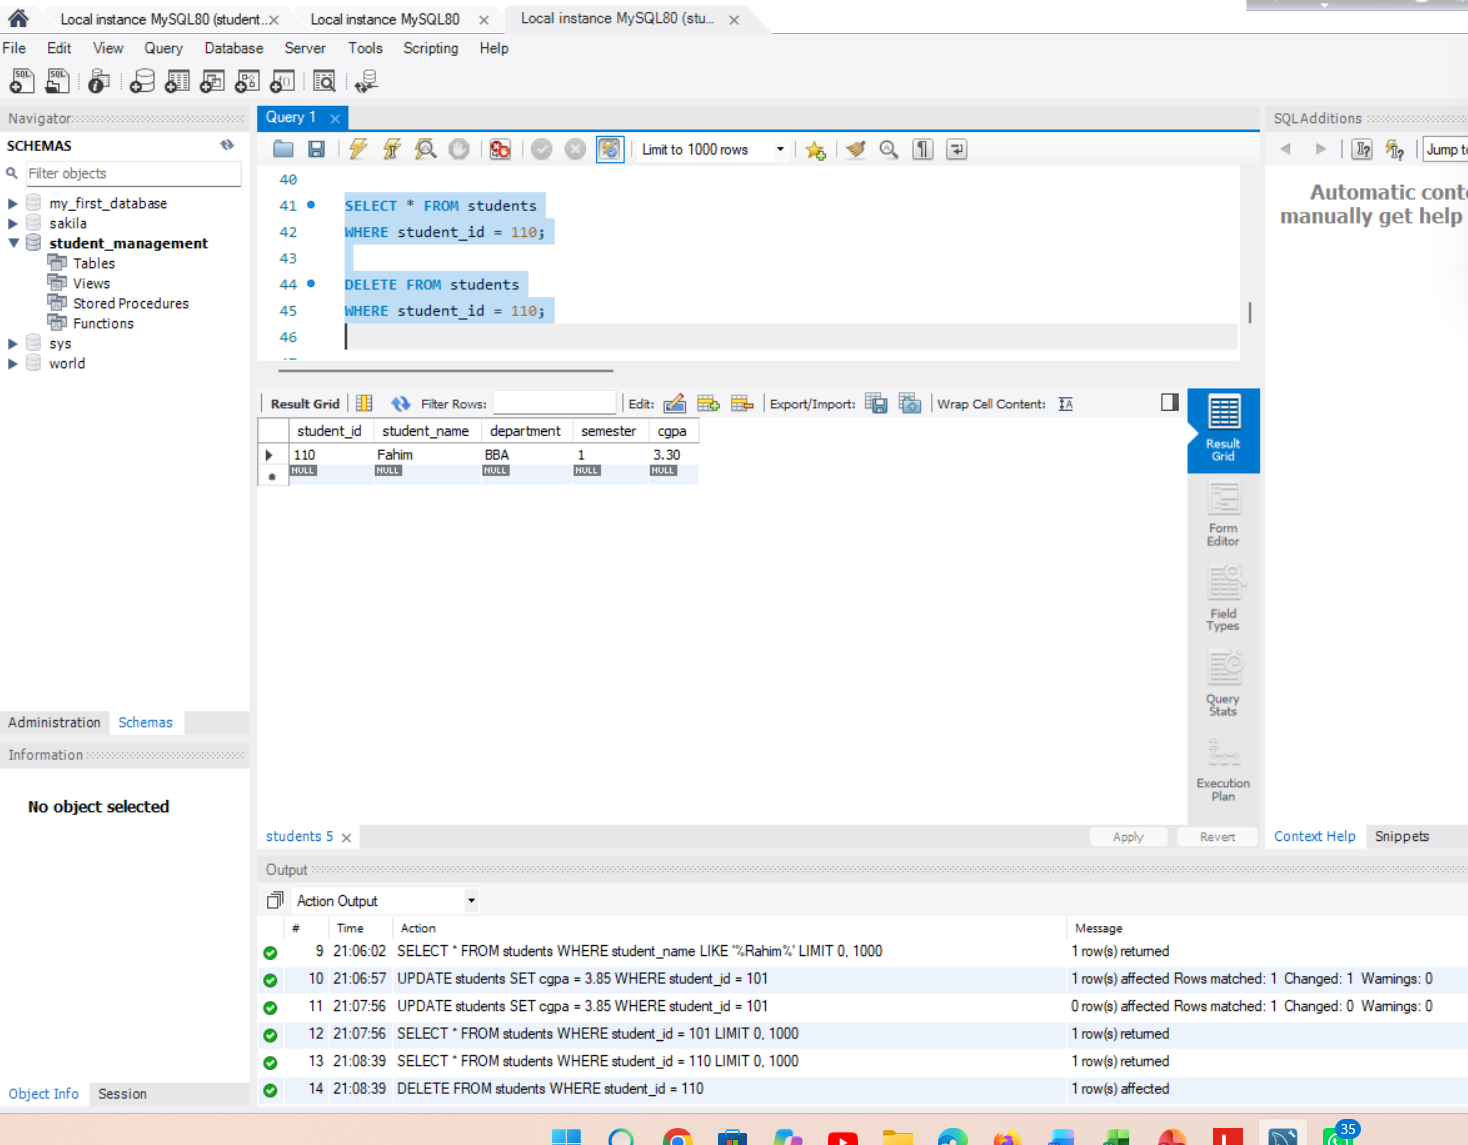 Local instance MySQL80 (student..
Local instance MySQL80
Local instance MySQL80 (stu...
File Edit View Query Database Server Tools Scripting Help
Navigator
SCHEMAS
Filter objects
my_first_database
sakila
student_management
Tables
Views
Stored Procedures
Functions
sys
world
Administration Schemas
Information
No object selected
Object Info Session
Query 1
Limit to 1000 rows
40
41 SELECT * FROM students
42 WHERE student_id = 110;
43
44 DELETE FROM students
45 WHERE student_id = 110;
46
Result Grid Filter Rows: Edit: Export/Import: Wrap Cell Content:
student_id student_name department semester cgpa
110 Fahim BBA 1 3.30
NULL NULL NULL NULL NULL
Result
Grid
Form
Editor
Field
Types
Query
Stats
Execution
Plan
students 5
Apply Revert
SQLAdditions
Jump to
Automatic cont
manually get help
Context Help Snippets
Output
Action Output
# Time Action Message
9 21:06:02 SELECT * FROM students WHERE student_name LIKE '%Rahim%' LIMIT 0, 1000 1 row(s) returned
10 21:06:57 UPDATE students SET cgpa = 3.85 WHERE student_id = 101 1 row(s) affected Rows matched: 1 Changed: 1 Warnings: 0
11 21:07:56 UPDATE students SET cgpa = 3.85 WHERE student_id = 101 0 row(s) affected Rows matched: 1 Changed: 0 Warnings: 0
12 21:07:56 SELECT * FROM students WHERE student_id = 101 LIMIT 0, 1000 1 row(s) returned
13 21:08:39 SELECT * FROM students WHERE student_id = 110 LIMIT 0, 1000 1 row(s) returned
14 21:08:39 DELETE FROM students WHERE student_id = 110 1 row(s) affected
35